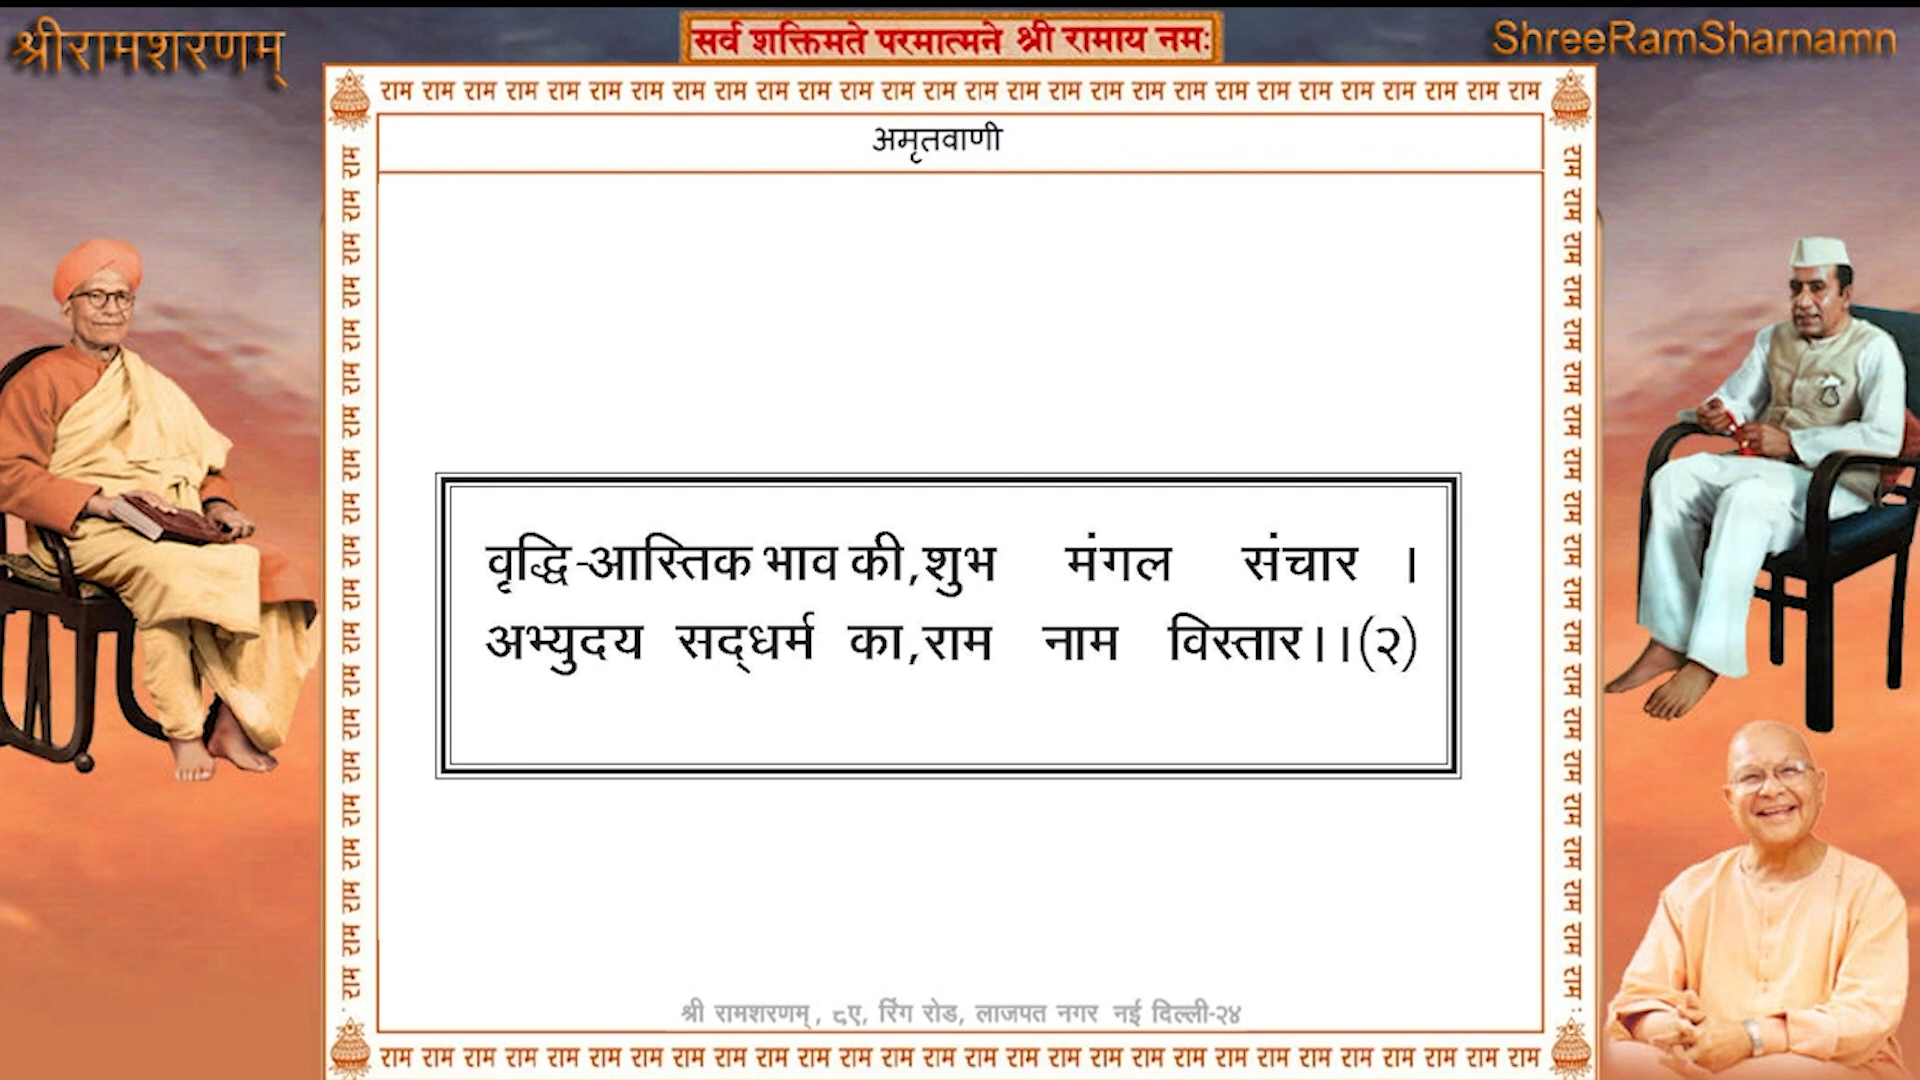 श्रीरामशरणम्
सर्व शक्तिमते परमात्मने श्री रामाय नमः
ShreeRamSharnamn
राम राम राम राम राम राम राम राम राम राम राम राम राम राम राम राम राम राम राम राम राम राम राम राम राम राम राम राम
अमृतवाणी
राम राम राम राम राम राम राम राम राम राम राम राम राम राम राम राम राम राम राम राम
राम राम राम राम राम राम राम राम राम राम राम राम राम राम राम राम राम राम राम राम
वृद्धि-आस्तिक भाव की,शुभ मंगल संचार ।
अभ्युदय सद्धर्म का,राम नाम विस्तार।।(२)
श्री रामशरणम् , ८ए, रिंग रोड, लाजपत नगर नई दिल्ली-२४
राम राम राम राम राम राम राम राम राम राम राम राम राम राम राम राम राम राम राम राम राम राम राम राम राम राम राम राम